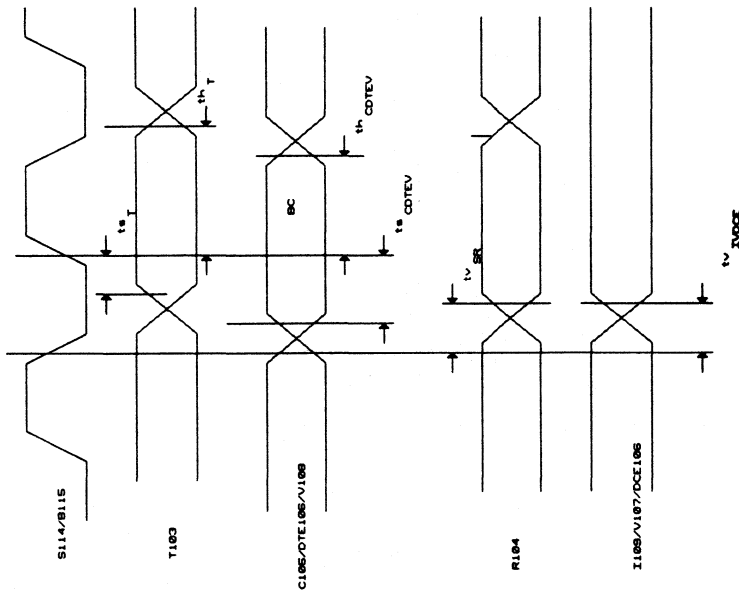 S114/B115
ts T
th T
T103
BC
th CDTEV
C105/DTE106/V108
ts CDTEV
tv SR
R104
I109/V107/DCE106
tv IVDCE